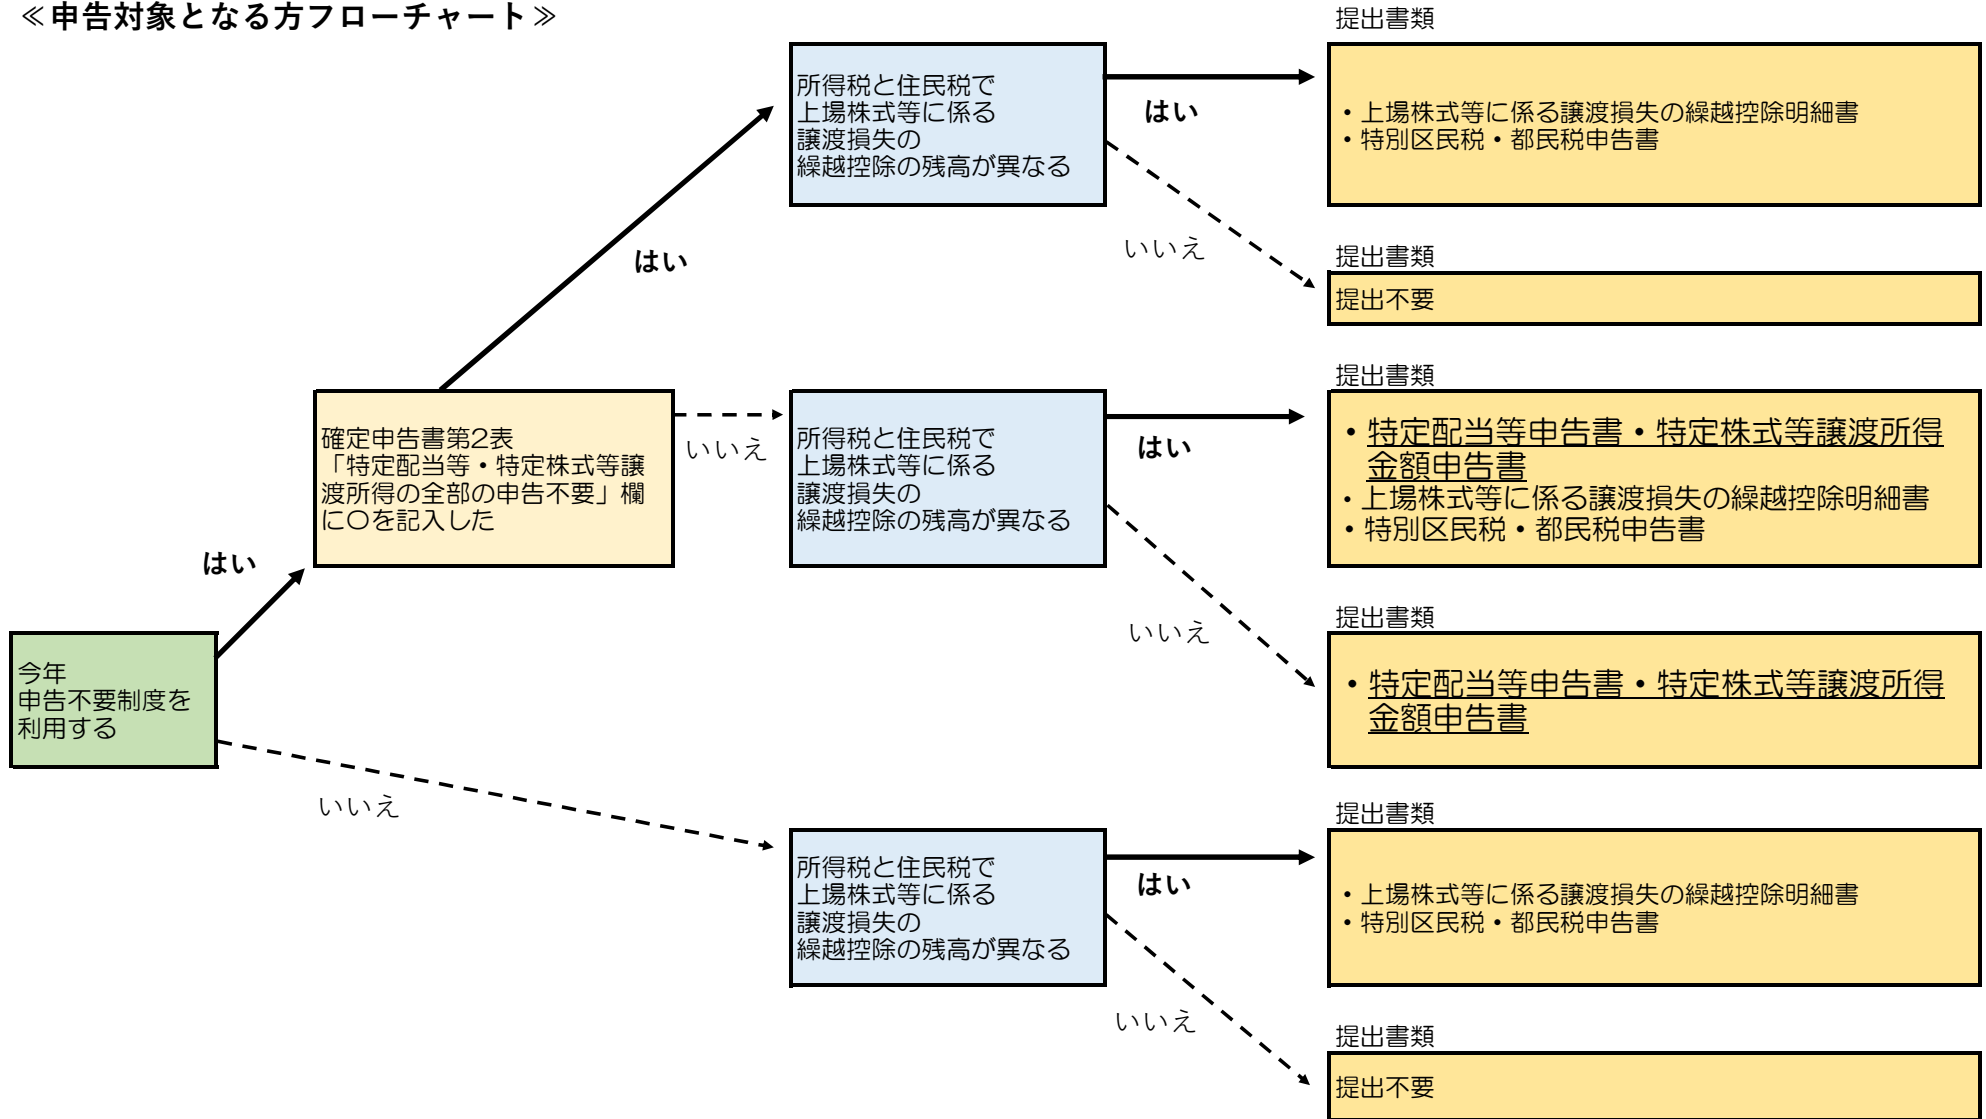 ≪申告対象となる方フローチャート≫
提出書類
所得税と住民税で
上場株式等に係る
譲渡損失の
繰越控除の残高が異なる
はい
・上場株式等に係る譲渡損失の繰越控除明細書
・特別区民税・都民税申告書
いいえ
はい
提出書類
提出不要
提出書類
確定申告書第2表
「特定配当等・特定株式等譲
渡所得の全部の申告不要」欄
に〇を記入した
いいえ
所得税と住民税で
上場株式等に係る
譲渡損失の
繰越控除の残高が異なる
はい
・特定配当等申告書・特定株式等譲渡所得
金額申告書
・上場株式等に係る譲渡損失の繰越控除明細書
・特別区民税・都民税申告書
はい
いいえ
提出書類
・特定配当等申告書・特定株式等譲渡所得
金額申告書
今年
申告不要制度を
利用する
いいえ
提出書類
所得税と住民税で
上場株式等に係る
譲渡損失の
繰越控除の残高が異なる
はい
・上場株式等に係る譲渡損失の繰越控除明細書
・特別区民税・都民税申告書
いいえ
提出書類
提出不要